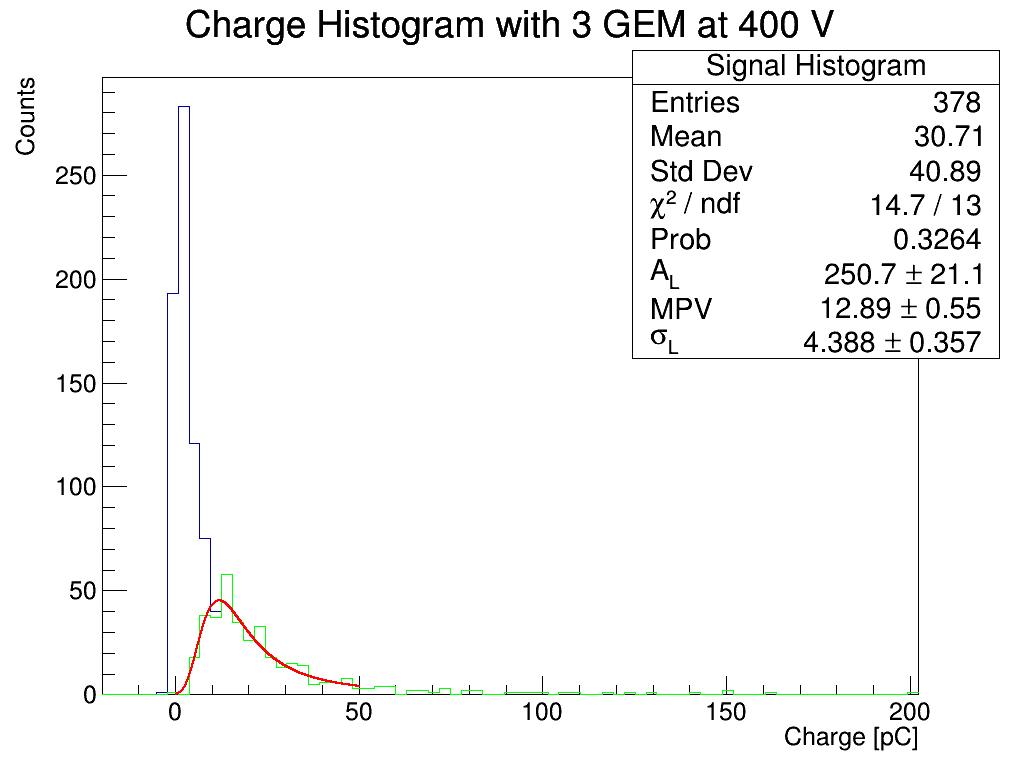 Charge Histogram with 3 GEM at 400 V
Signal Histogram
Entries 378
Mean 30.71
Std Dev 40.89
χ² / ndf 14.7 / 13
Prob 0.3264
A_L 250.7 ± 21.1
MPV 12.89 ± 0.55
σ_L 4.388 ± 0.357
Counts
250
200
150
100
50
0
0 50 100 150 200
Charge [pC]